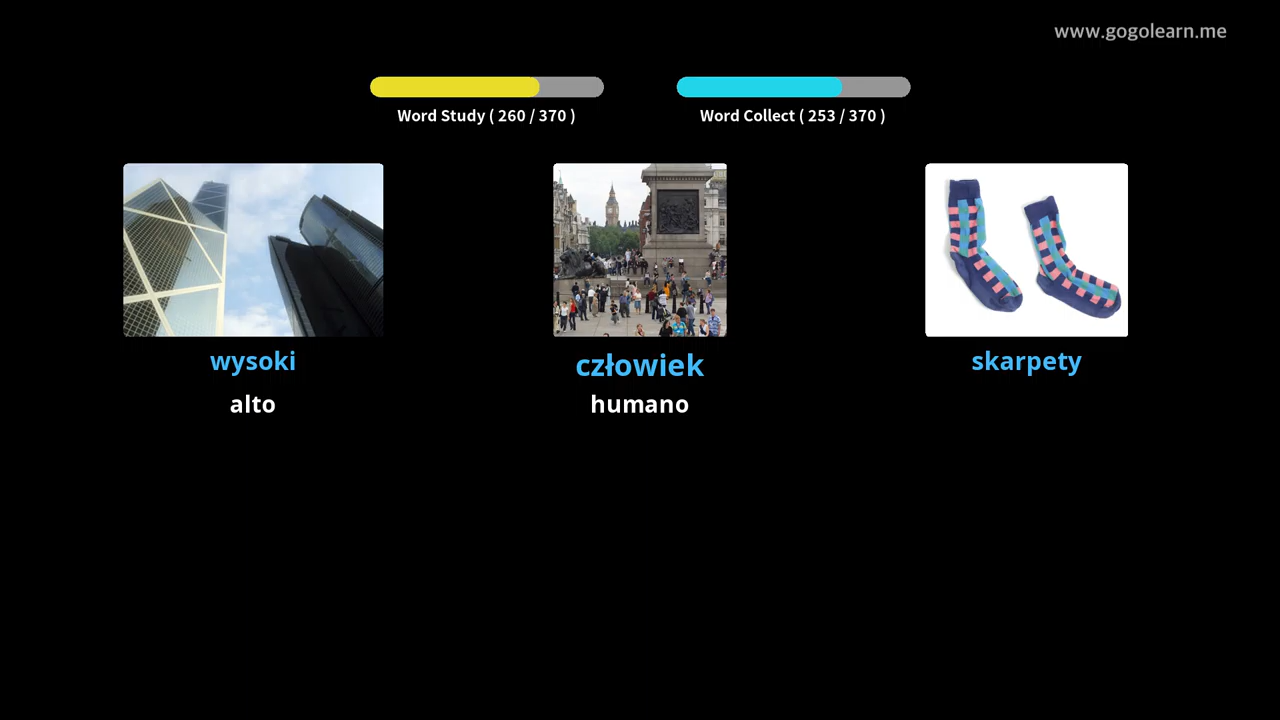 www.gogolearn.me
Word Study ( 260 / 370 )
Word Collect ( 253 / 370 )
wysoki
człowiek
skarpety
alto
humano